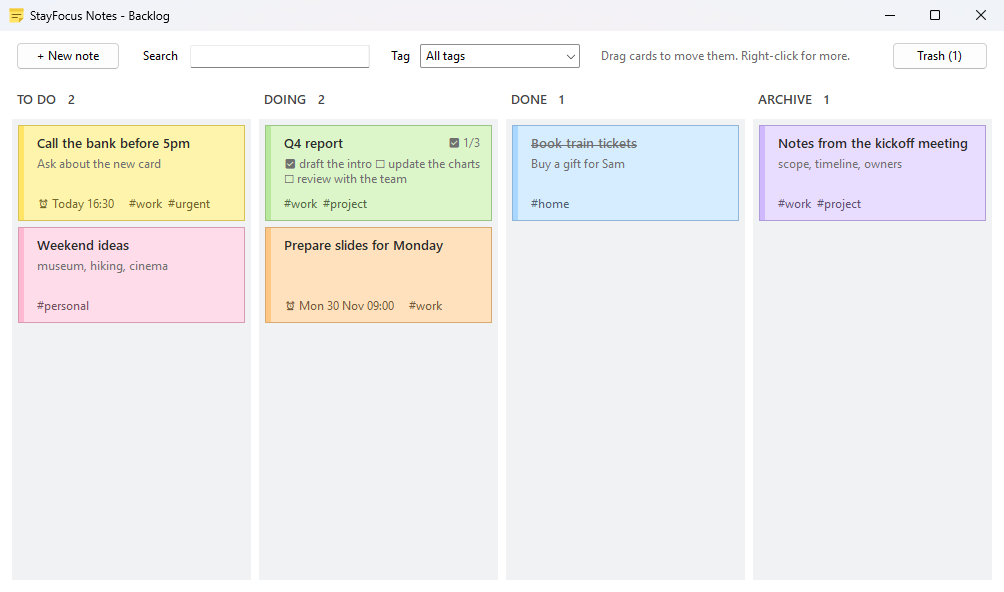 StayFocus Notes - Backlog
+ New note
Search
Tag
All tags
Drag cards to move them. Right-click for more.
Trash (1)
TO DO 2
Call the bank before 5pm
Ask about the new card
⏰ Today 16:30 #work #urgent
Weekend ideas
museum, hiking, cinema
#personal
DOING 2
Q4 report ☑ 1/3
☑ draft the intro ☐ update the charts
☐ review with the team
#work #project
Prepare slides for Monday
⏰ Mon 30 Nov 09:00 #work
DONE 1
Book train tickets
Buy a gift for Sam
#home
ARCHIVE 1
Notes from the kickoff meeting
scope, timeline, owners
#work #project